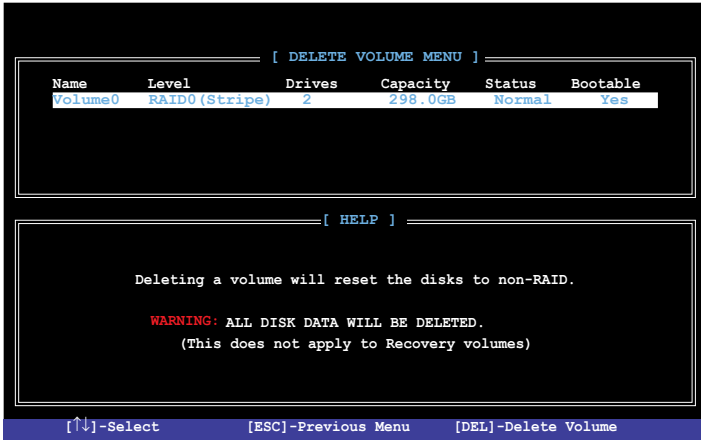 [ DELETE VOLUME MENU ]
Name Level Drives Capacity Status Bootable
Volume0 RAID0(Stripe) 2 298.0GB Normal Yes
[ HELP ]
Deleting a volume will reset the disks to non-RAID.
WARNING: ALL DISK DATA WILL BE DELETED.
(This does not apply to Recovery volumes)
[↑↓]-Select [ESC]-Previous Menu [DEL]-Delete Volume